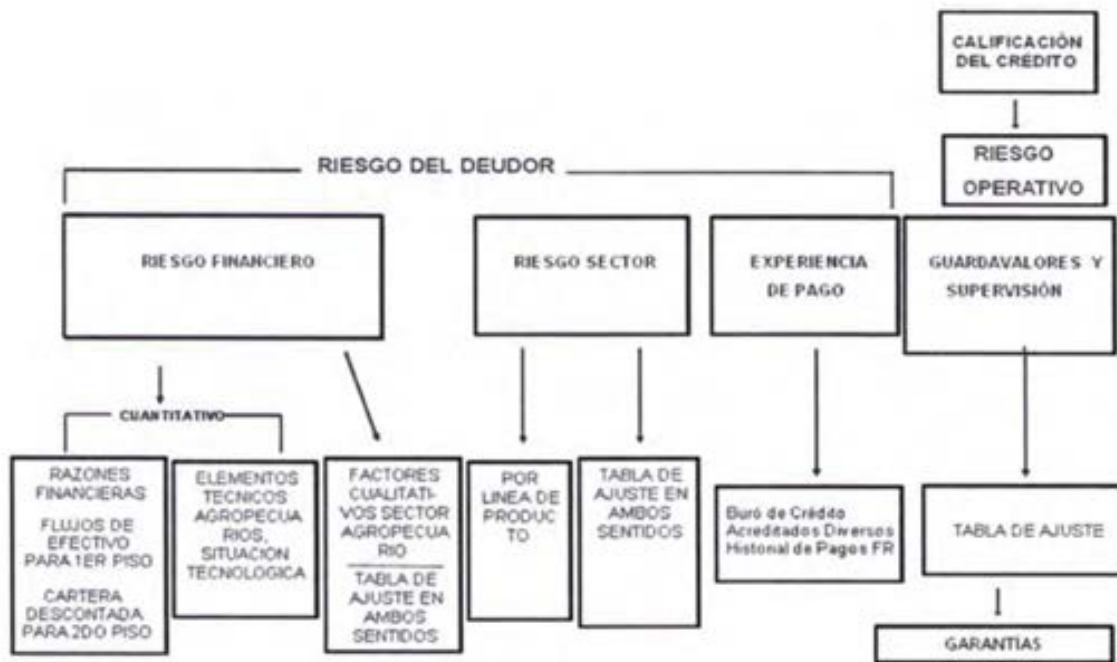 CALIFICACIÓN
DEL CRÉDITO
RIESGO
OPERATIVO
RIESGO DEL DEUDOR
RIESGO FINANCIERO
RIESGO SECTOR
EXPERIENCIA
DE PAGO
GUARDAVALORES Y
SUPERVISIÓN
CUANTITATIVO
RAZONES
FINANCIERAS
FLUJOS DE
EFECTIVO
PARA 1ER PISO
CARTERA
DESCONTADA
PARA 2DO PISO
ELEMENTOS
TECNICOS
AGROPECUA
RIOS,
SITUACION
TECNOLOGICA
FACTORES
CUALITATI-
VOS SECTOR
AGROPECUA
RIO
TABLA DE
AJUSTE EN
AMBOS
SENTIDOS
POR
LINEA DE
PRODUC
TO
TABLA DE
AJUSTE EN
AMBOS
SENTIDOS
Buró de Crédito
Acreditados Diversos
Historial de Pagos FR
TABLA DE AJUSTE
GARANTÍAS